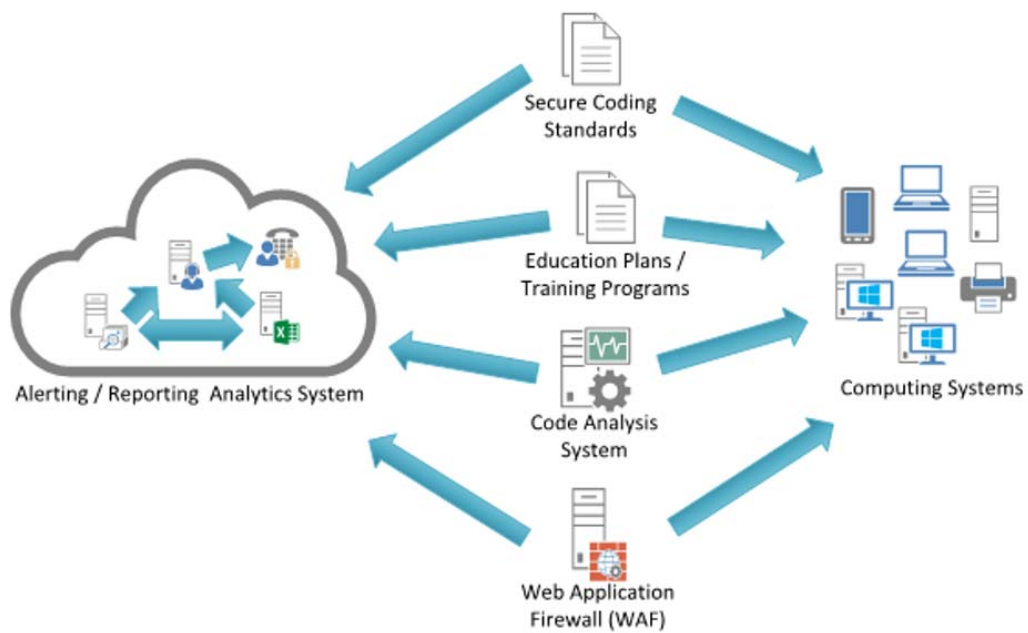 Secure Coding
Standards
Education Plans /
Training Programs
Alerting / Reporting Analytics System
Computing Systems
Code Analysis
System
Web Application
Firewall (WAF)